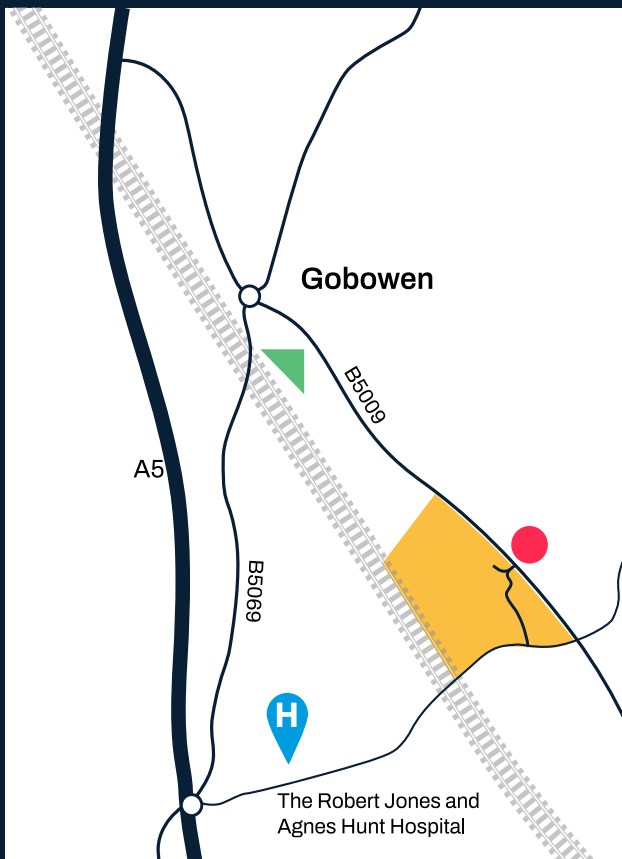 Gobowen
B5009
A5
B5069
H
The Robert Jones and
Agnes Hunt Hospital